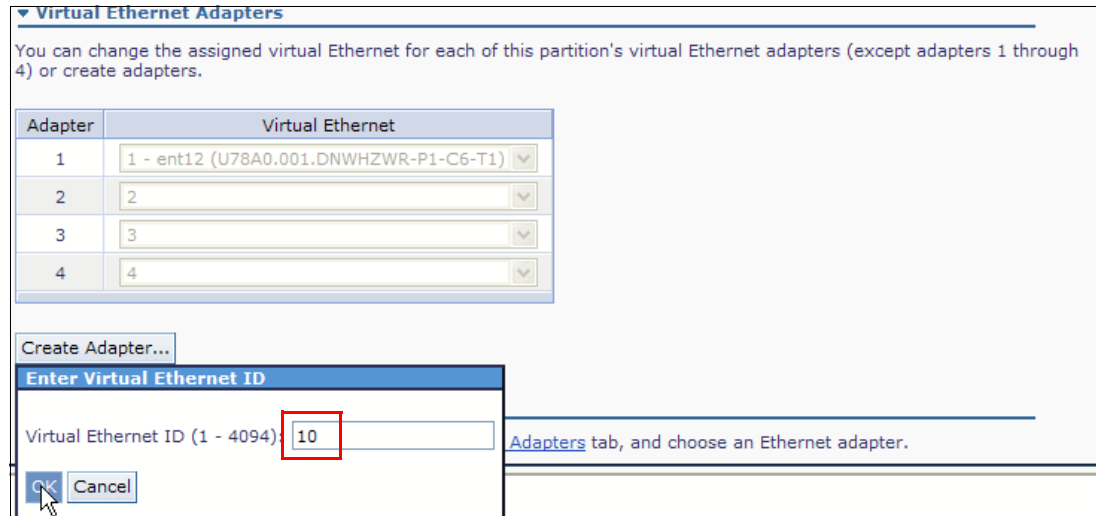 Virtual Ethernet Adapters
You can change the assigned virtual Ethernet for each of this partition's virtual Ethernet adapters (except adapters 1 through
4) or create adapters.
Adapter Virtual Ethernet
1 1 - ent12 (U78A0.001.DNWHZWR-P1-C6-T1)
2 2
3 3
4 4
Create Adapter...
Enter Virtual Ethernet ID
Virtual Ethernet ID (1 - 4094): 10
Adapters tab, and choose an Ethernet adapter.
OK Cancel